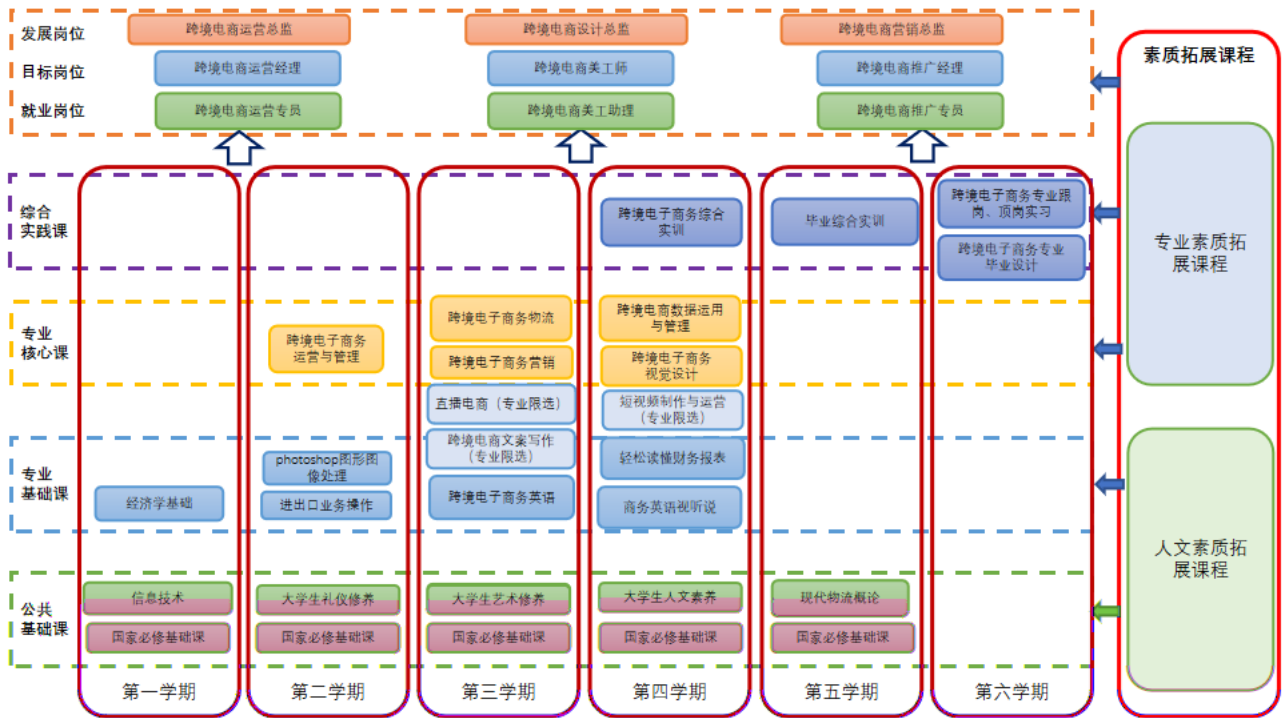 发展岗位
跨境电商运营总监
跨境电商设计总监
跨境电商营销总监
目标岗位
跨境电商运营经理
跨境电商美工师
跨境电商推广经理
就业岗位
跨境电商运营专员
跨境电商美工助理
跨境电商推广专员
素质拓展课程
专业素质拓
展课程
人文素质拓
展课程
综合
实践课
跨境电子商务综合
实训
毕业综合实训
跨境电子商务专业跟
岗、顶岗实习
跨境电子商务专业
毕业设计
专业
核心课
跨境电子商务
运营与管理
跨境电子商务物流
跨境电子商务营销
跨境电商数据运用
与管理
跨境电子商务
视觉设计
直播电商（专业限选）
短视频制作与运营
（专业限选）
专业
基础课
经济学基础
photoshop图形图
像处理
进出口业务操作
跨境电商文案写作
（专业限选）
跨境电子商务英语
轻松读懂财务报表
商务英语视听说
公共
基础课
信息技术
大学生礼仪修养
大学生艺术修养
大学生人文素养
现代物流概论
国家必修基础课
国家必修基础课
国家必修基础课
国家必修基础课
国家必修基础课
第一学期
第二学期
第三学期
第四学期
第五学期
第六学期